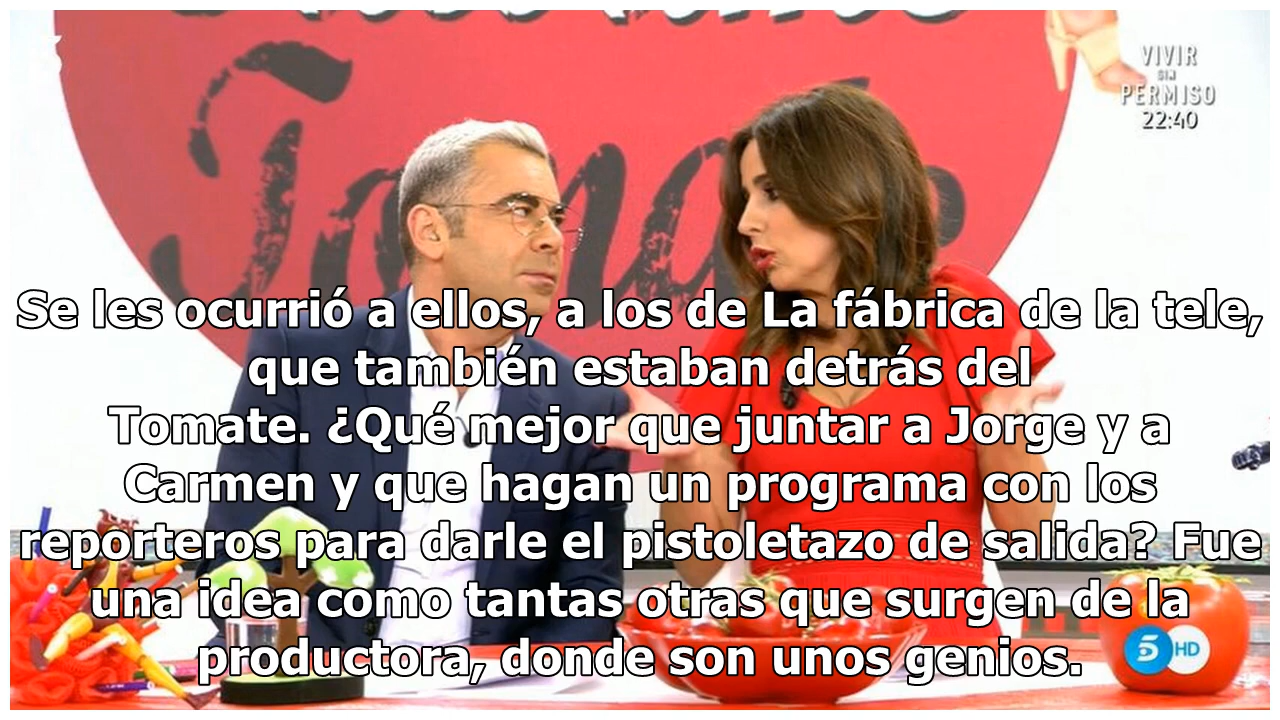 Tomate
VIVIR
SIN
PERMISO
22:40
Se les ocurrió a ellos, a los de La fábrica de la tele,
que también estaban detrás del
Tomate. ¿Qué mejor que juntar a Jorge y a
Carmen y que hagan un programa con los
reporteros para darle el pistoletazo de salida? Fue
una idea como tantas otras que surgen de la
productora, donde son unos genios.
5 HD